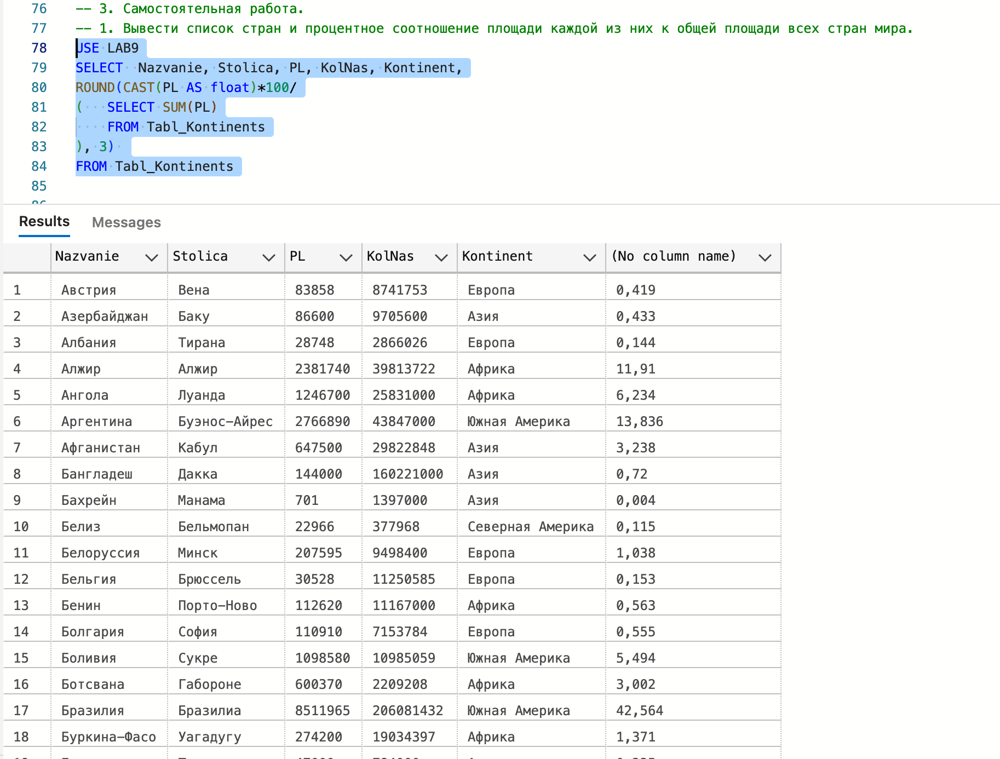 76 -- 3. Самостоятельная работа.
77 -- 1. Вывести список стран и процентное соотношение площади каждой из них к общей площади всех стран мира.
78 USE LAB9
79 SELECT  Nazvanie, Stolica, PL, KolNas, Kontinent,
80 ROUND(CAST(PL AS float)*100/
81 (   SELECT SUM(PL)
82     FROM Tabl_Kontinents
83 ), 3)
84 FROM Tabl_Kontinents
85
Results Messages
Nazvanie Stolica PL KolNas Kontinent (No column name)
1 Австрия Вена 83858 8741753 Европа 0,419
2 Азербайджан Баку 86600 9705600 Азия 0,433
3 Албания Тирана 28748 2866026 Европа 0,144
4 Алжир Алжир 2381740 39813722 Африка 11,91
5 Ангола Луанда 1246700 25831000 Африка 6,234
6 Аргентина Буэнос-Айрес 2766890 43847000 Южная Америка 13,836
7 Афганистан Кабул 647500 29822848 Азия 3,238
8 Бангладеш Дакка 144000 160221000 Азия 0,72
9 Бахрейн Манама 701 1397000 Азия 0,004
10 Белиз Бельмопан 22966 377968 Северная Америка 0,115
11 Белоруссия Минск 207595 9498400 Европа 1,038
12 Бельгия Брюссель 30528 11250585 Европа 0,153
13 Бенин Порто-Ново 112620 11167000 Африка 0,563
14 Болгария София 110910 7153784 Европа 0,555
15 Боливия Сукре 1098580 10985059 Южная Америка 5,494
16 Ботсвана Габороне 600370 2209208 Африка 3,002
17 Бразилия Бразилиа 8511965 206081432 Южная Америка 42,564
18 Буркина-Фасо Уагадугу 274200 19034397 Африка 1,371